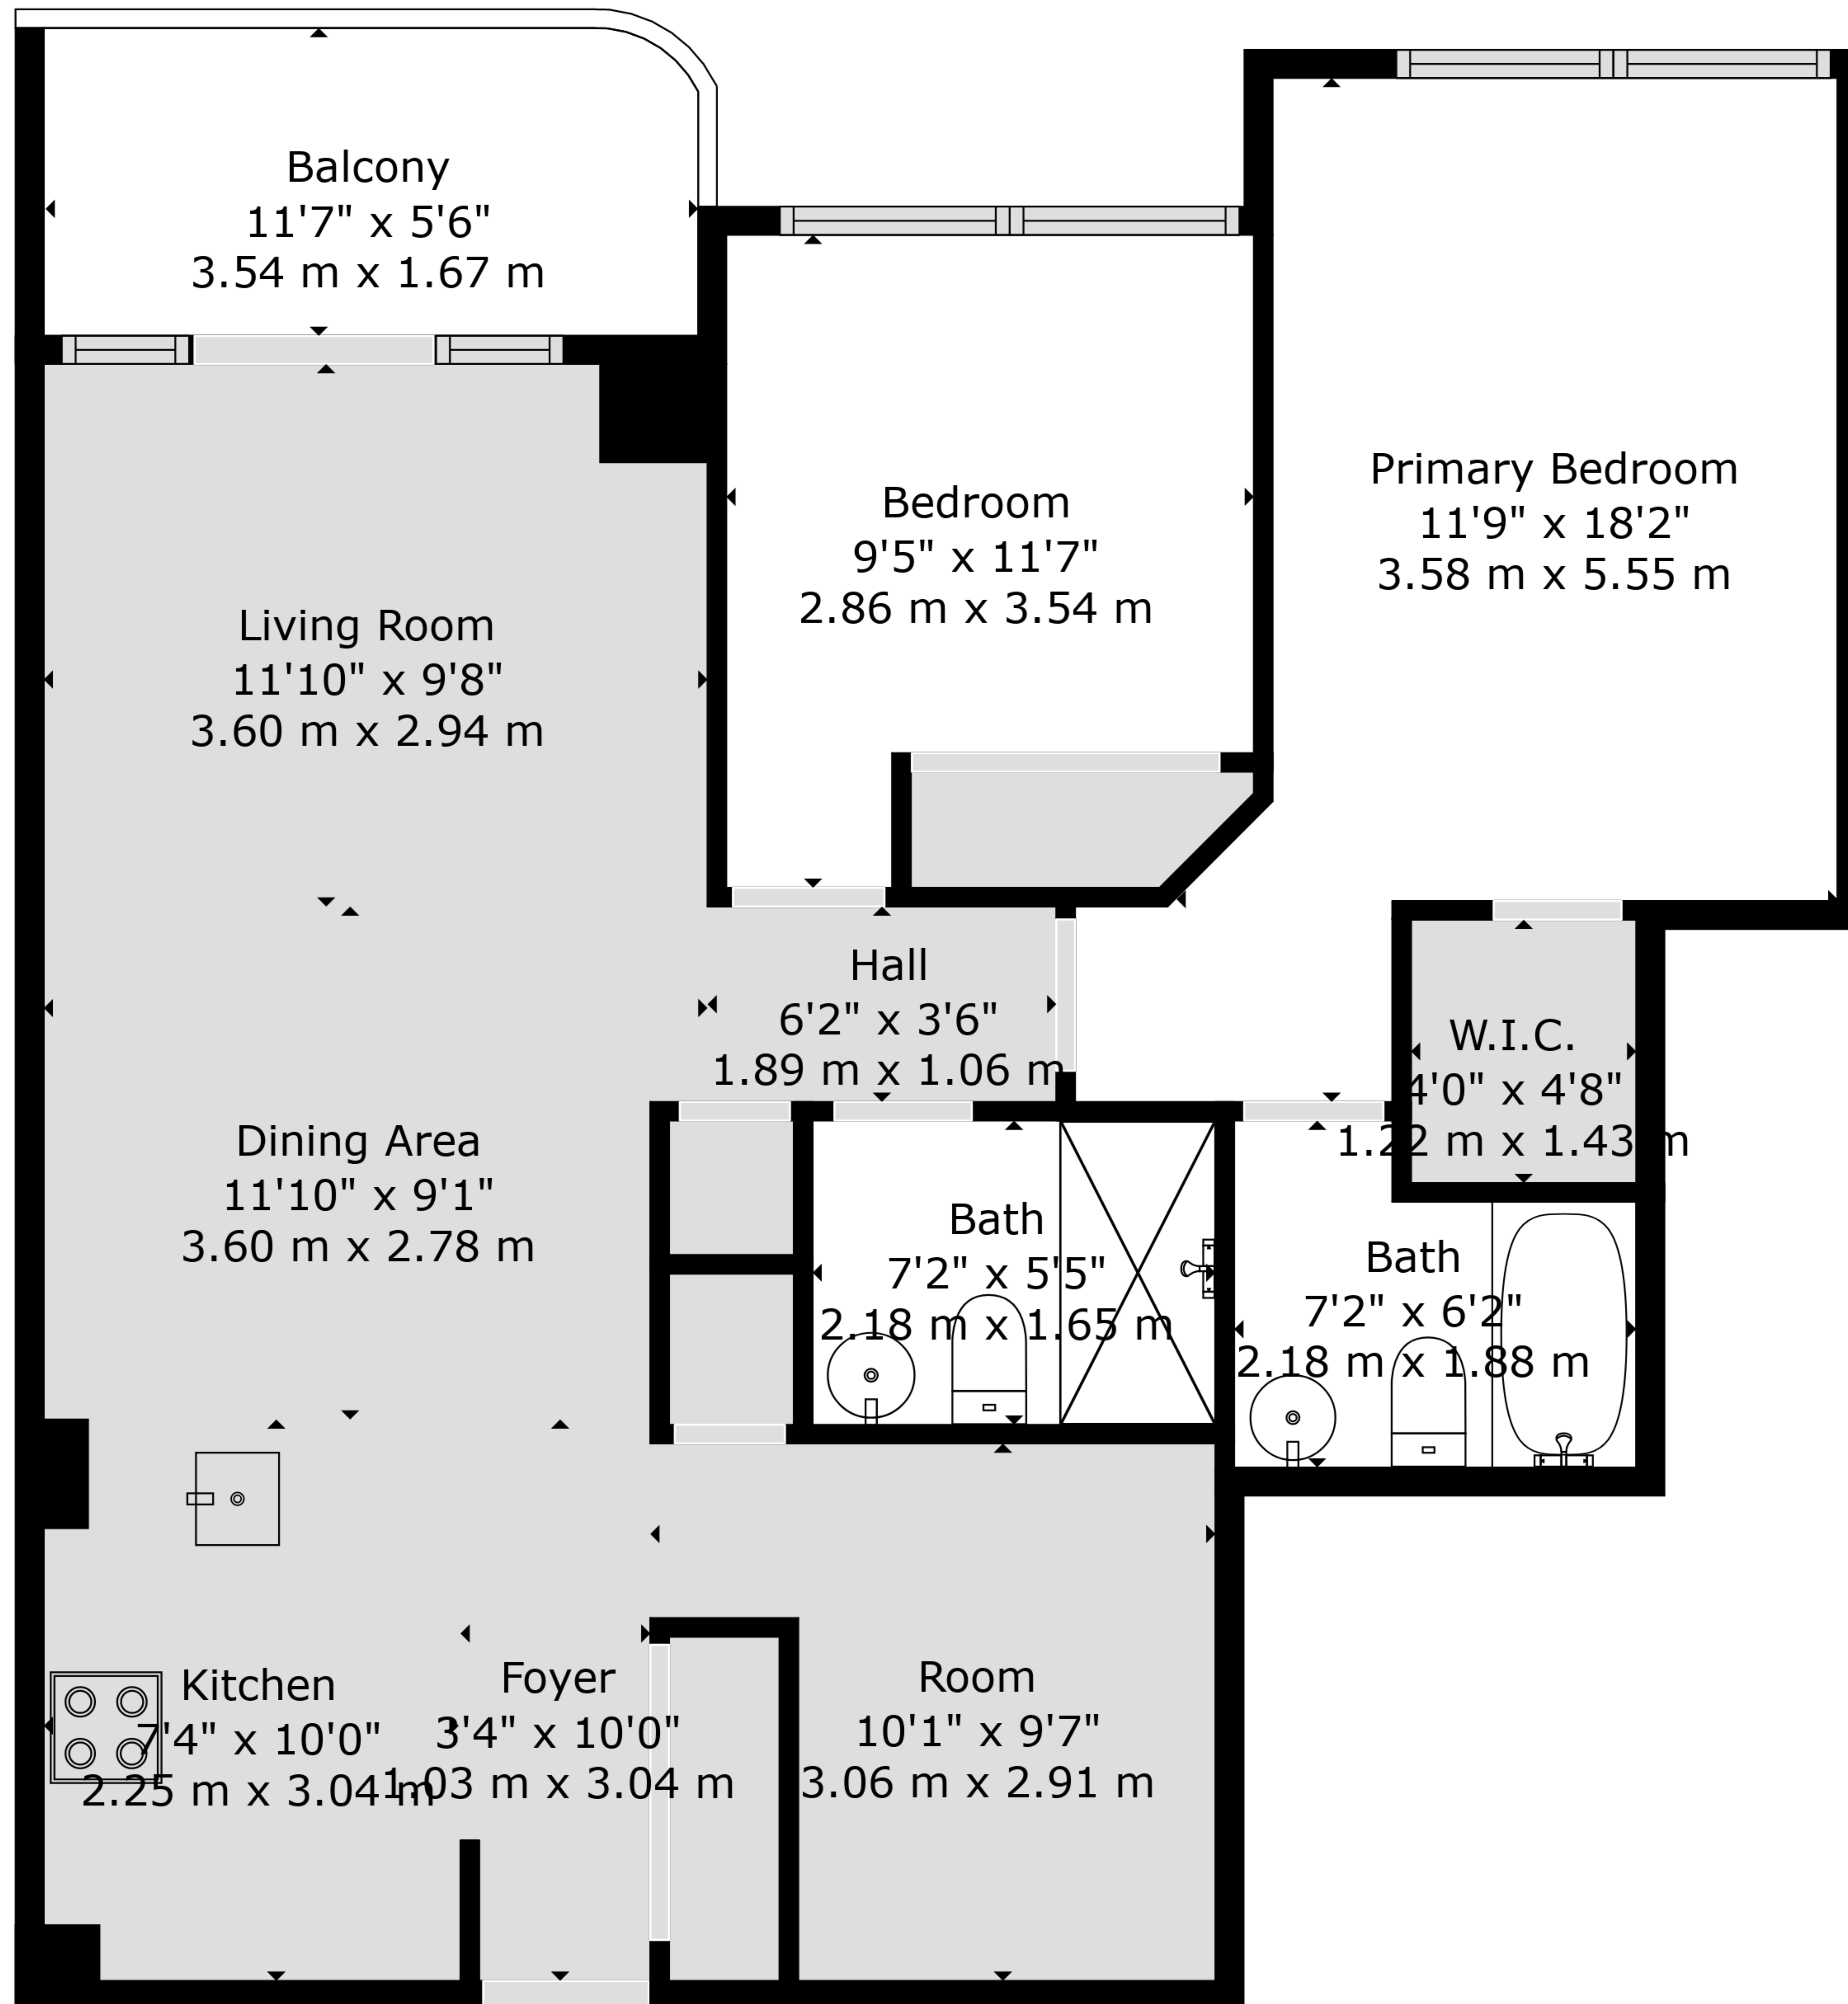 Balcony
11'7" x 5'6"
3.54 m x 1.67 m
Primary Bedroom
11'9" x 18'2"
3.58 m x 5.55 m
Bedroom
9'5" x 11'7"
2.86 m x 3.54 m
Living Room
11'10" x 9'8"
3.60 m x 2.94 m
Hall
6'2" x 3'6"
1.89 m x 1.06 m
W.I.C.
4'0" x 4'8"
1.22 m x 1.43 m
Dining Area
11'10" x 9'1"
3.60 m x 2.78 m
Bath
7'2" x 5'5"
2.18 m x 1.65 m
Bath
7'2" x 6'2"
2.18 m x 1.88 m
Kitchen
7'4" x 10'0"
2.25 m x 3.04 m
Foyer
3'4" x 10'0"
1.03 m x 3.04 m
Room
10'1" x 9'7"
3.06 m x 2.91 m